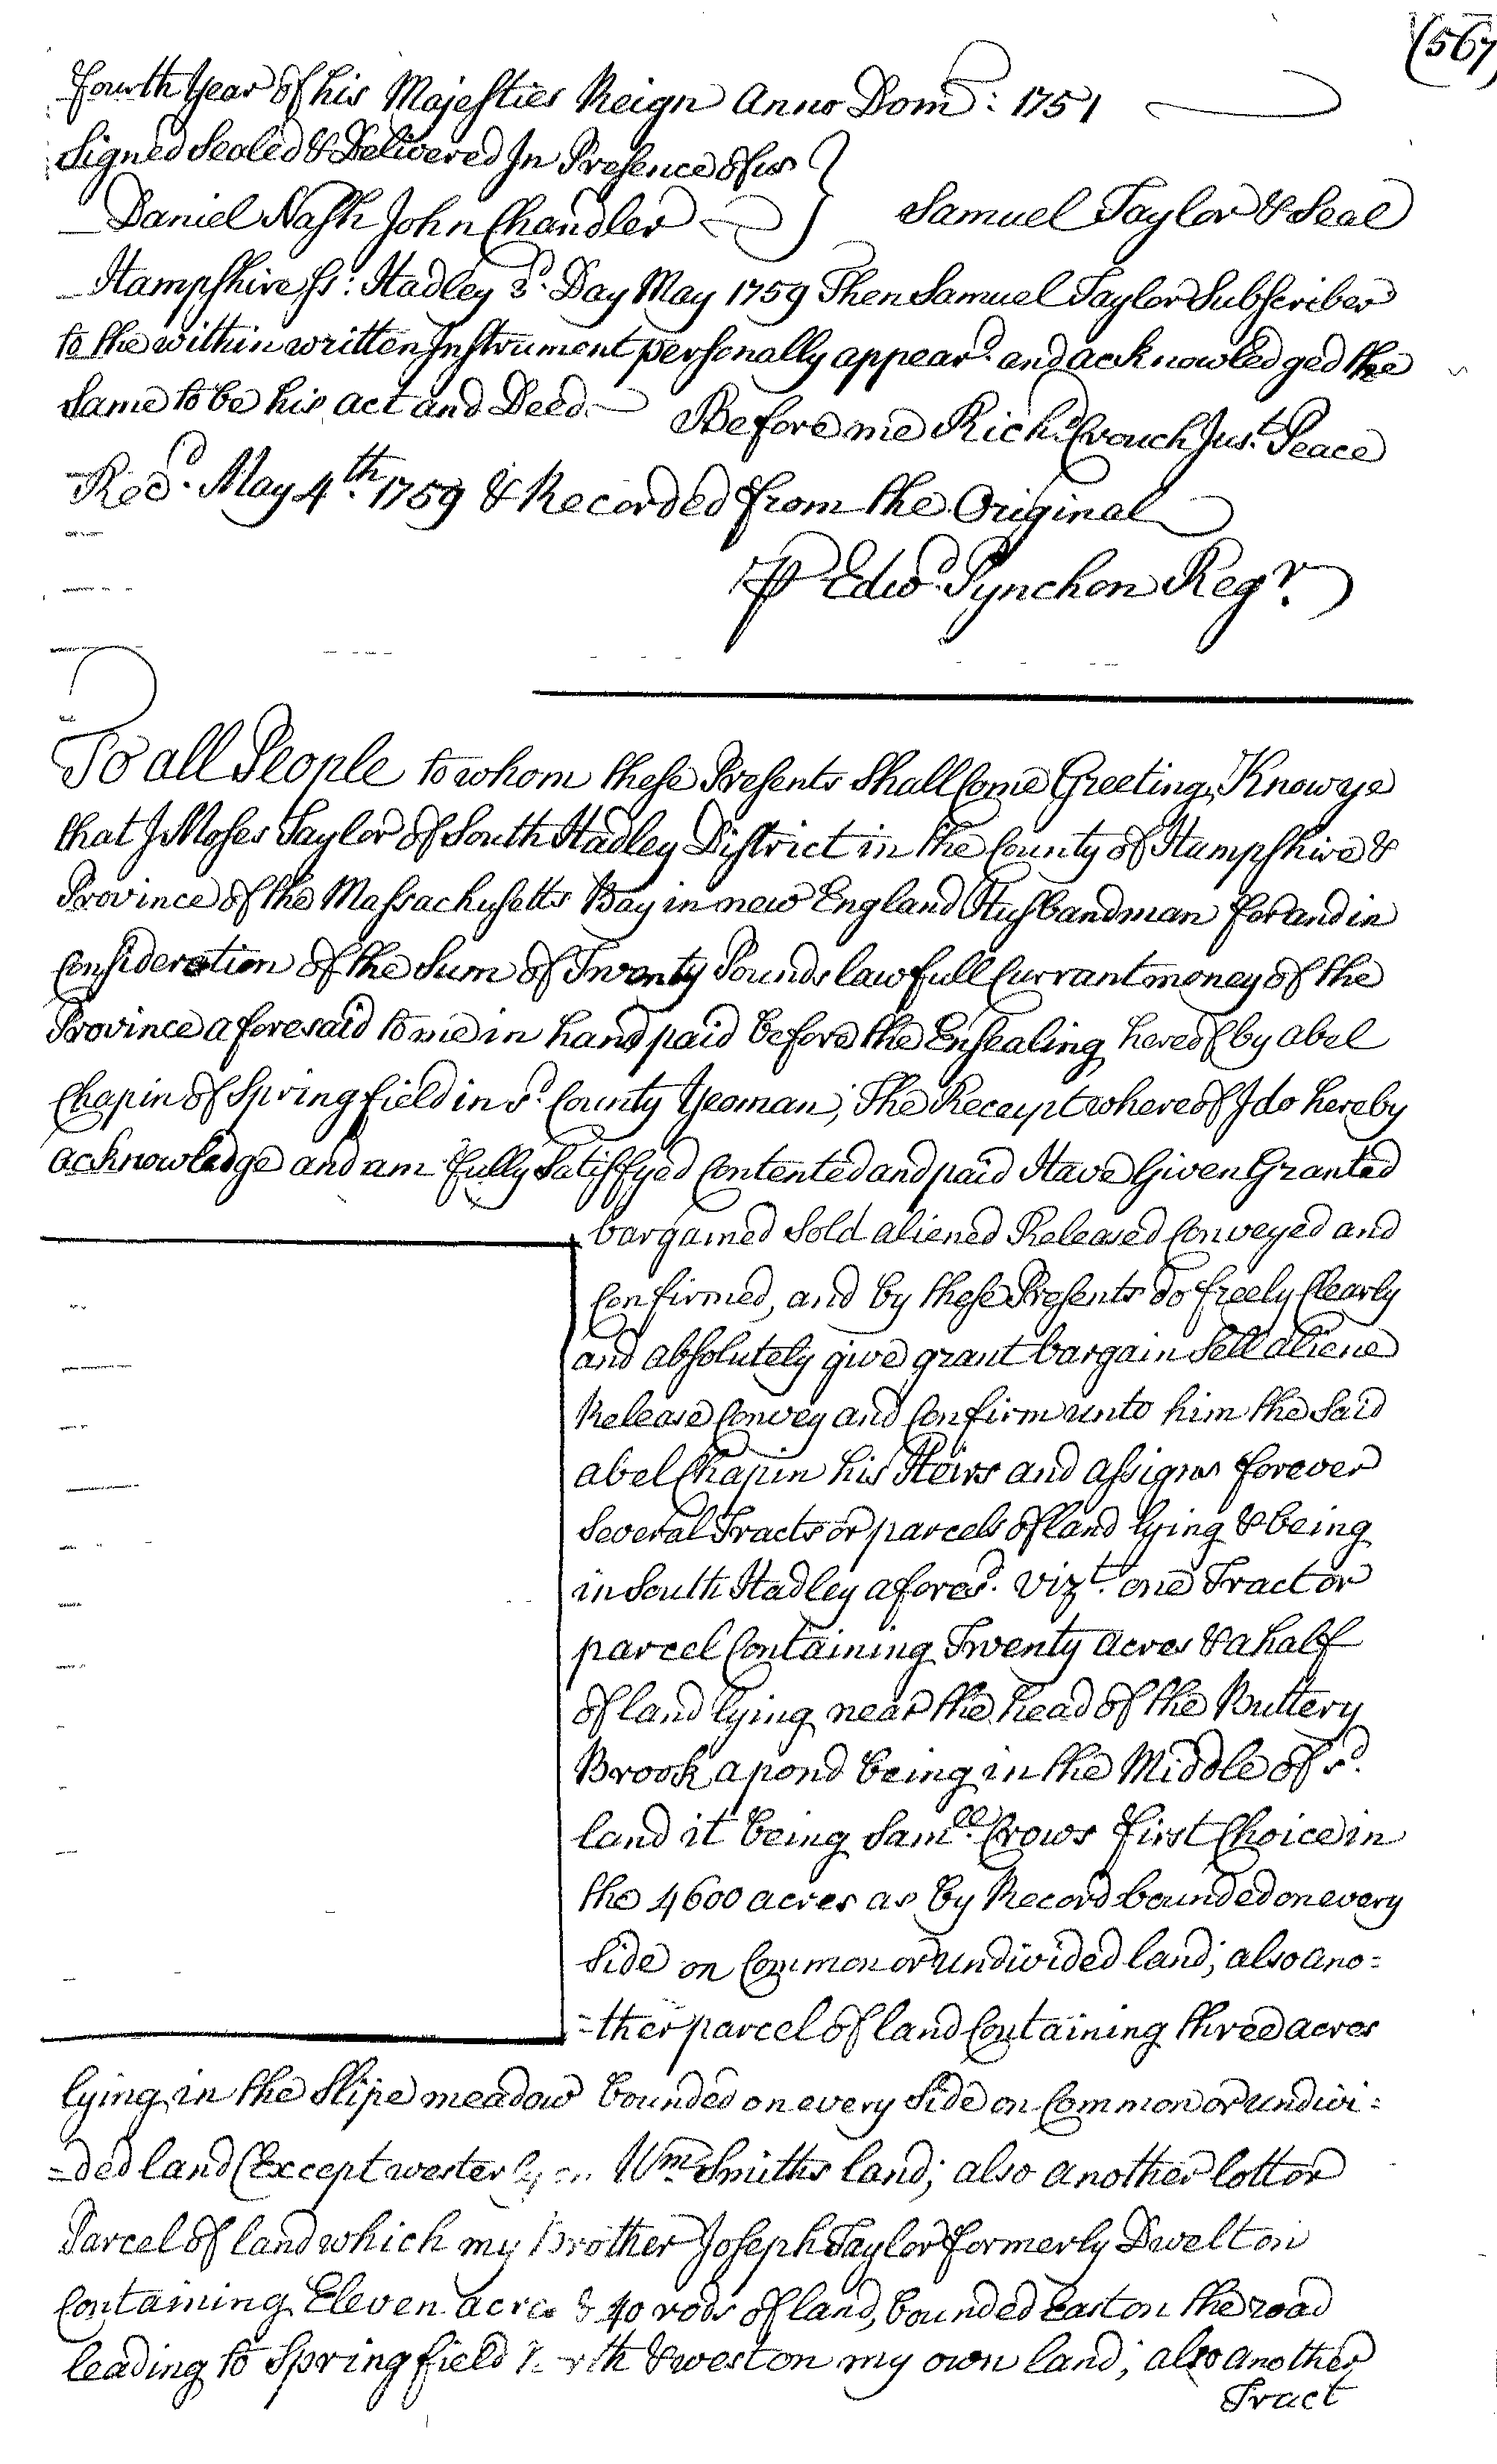 (567)
fourth Year of his Majesties Reign Anno Dom: 1751
Signed Sealed & Delivered In Presence of us
Daniel Nash John Chandler } Samuel Taylor & Seal
Hampshire ss: Hadley 3d. Day May 1759 Then Samuel Taylor Subscriber
to the within written Instrument personally appeard. and acknowledged the
Same to be his act and Deed. Before me Richd. Crouch Just. Peace
Recd. May 4th. 1759 & Recorded from the Original
P Edwd. Pynchon Regr.
To all People to whom these Presents Shall Come Greeting, Know ye
that I Moses Taylor of South Hadley District in the County of Hampshire &
Province of the Massachusetts Bay in new England Husbandman for and in
Consideration of the Sum of Twenty Pounds lawfull Currant money of the
Province aforesaid to me in hand paid before the Ensealing hereof by abel
Chapin of Springfield in sd. County Yeoman, The Receipt whereof I do hereby
acknowledge and am fully Satisfyed Contented and paid Have Given Granted
bargained Sold aliened Released Conveyed and
Confirmed, and by these Presents do freely Clearly
and absolutely give grant bargain Sell aliene
Release Convey and Confirm unto him the Said
abel Chapin his Heirs and assigns forever
Several Tracts or parcels of land lying & being
in South Hadley aforesd. vizt. one Tract or
parcel Containing Twenty acres & a half
of land lying near the head of the Buttery
Brook a pond being in the Middle of sd.
land it being Samll. Crows first Choice in
the 4600 acres as by Record bounded on every
Side on Common or undivided land; also ano=
=ther parcel of land Containing three acres
lying in the Slipe meadow bounded on every Side on Common or undivi=
=ded land (Except westerly on Wm. Smiths land; also another lott or
Parcel of land which my Brother Joseph Taylor formerly Dwelt on
Containing Eleven acres & 40 rods of land, bounded East on the road
leading to Springfield North & west on my own land; also another
Tract